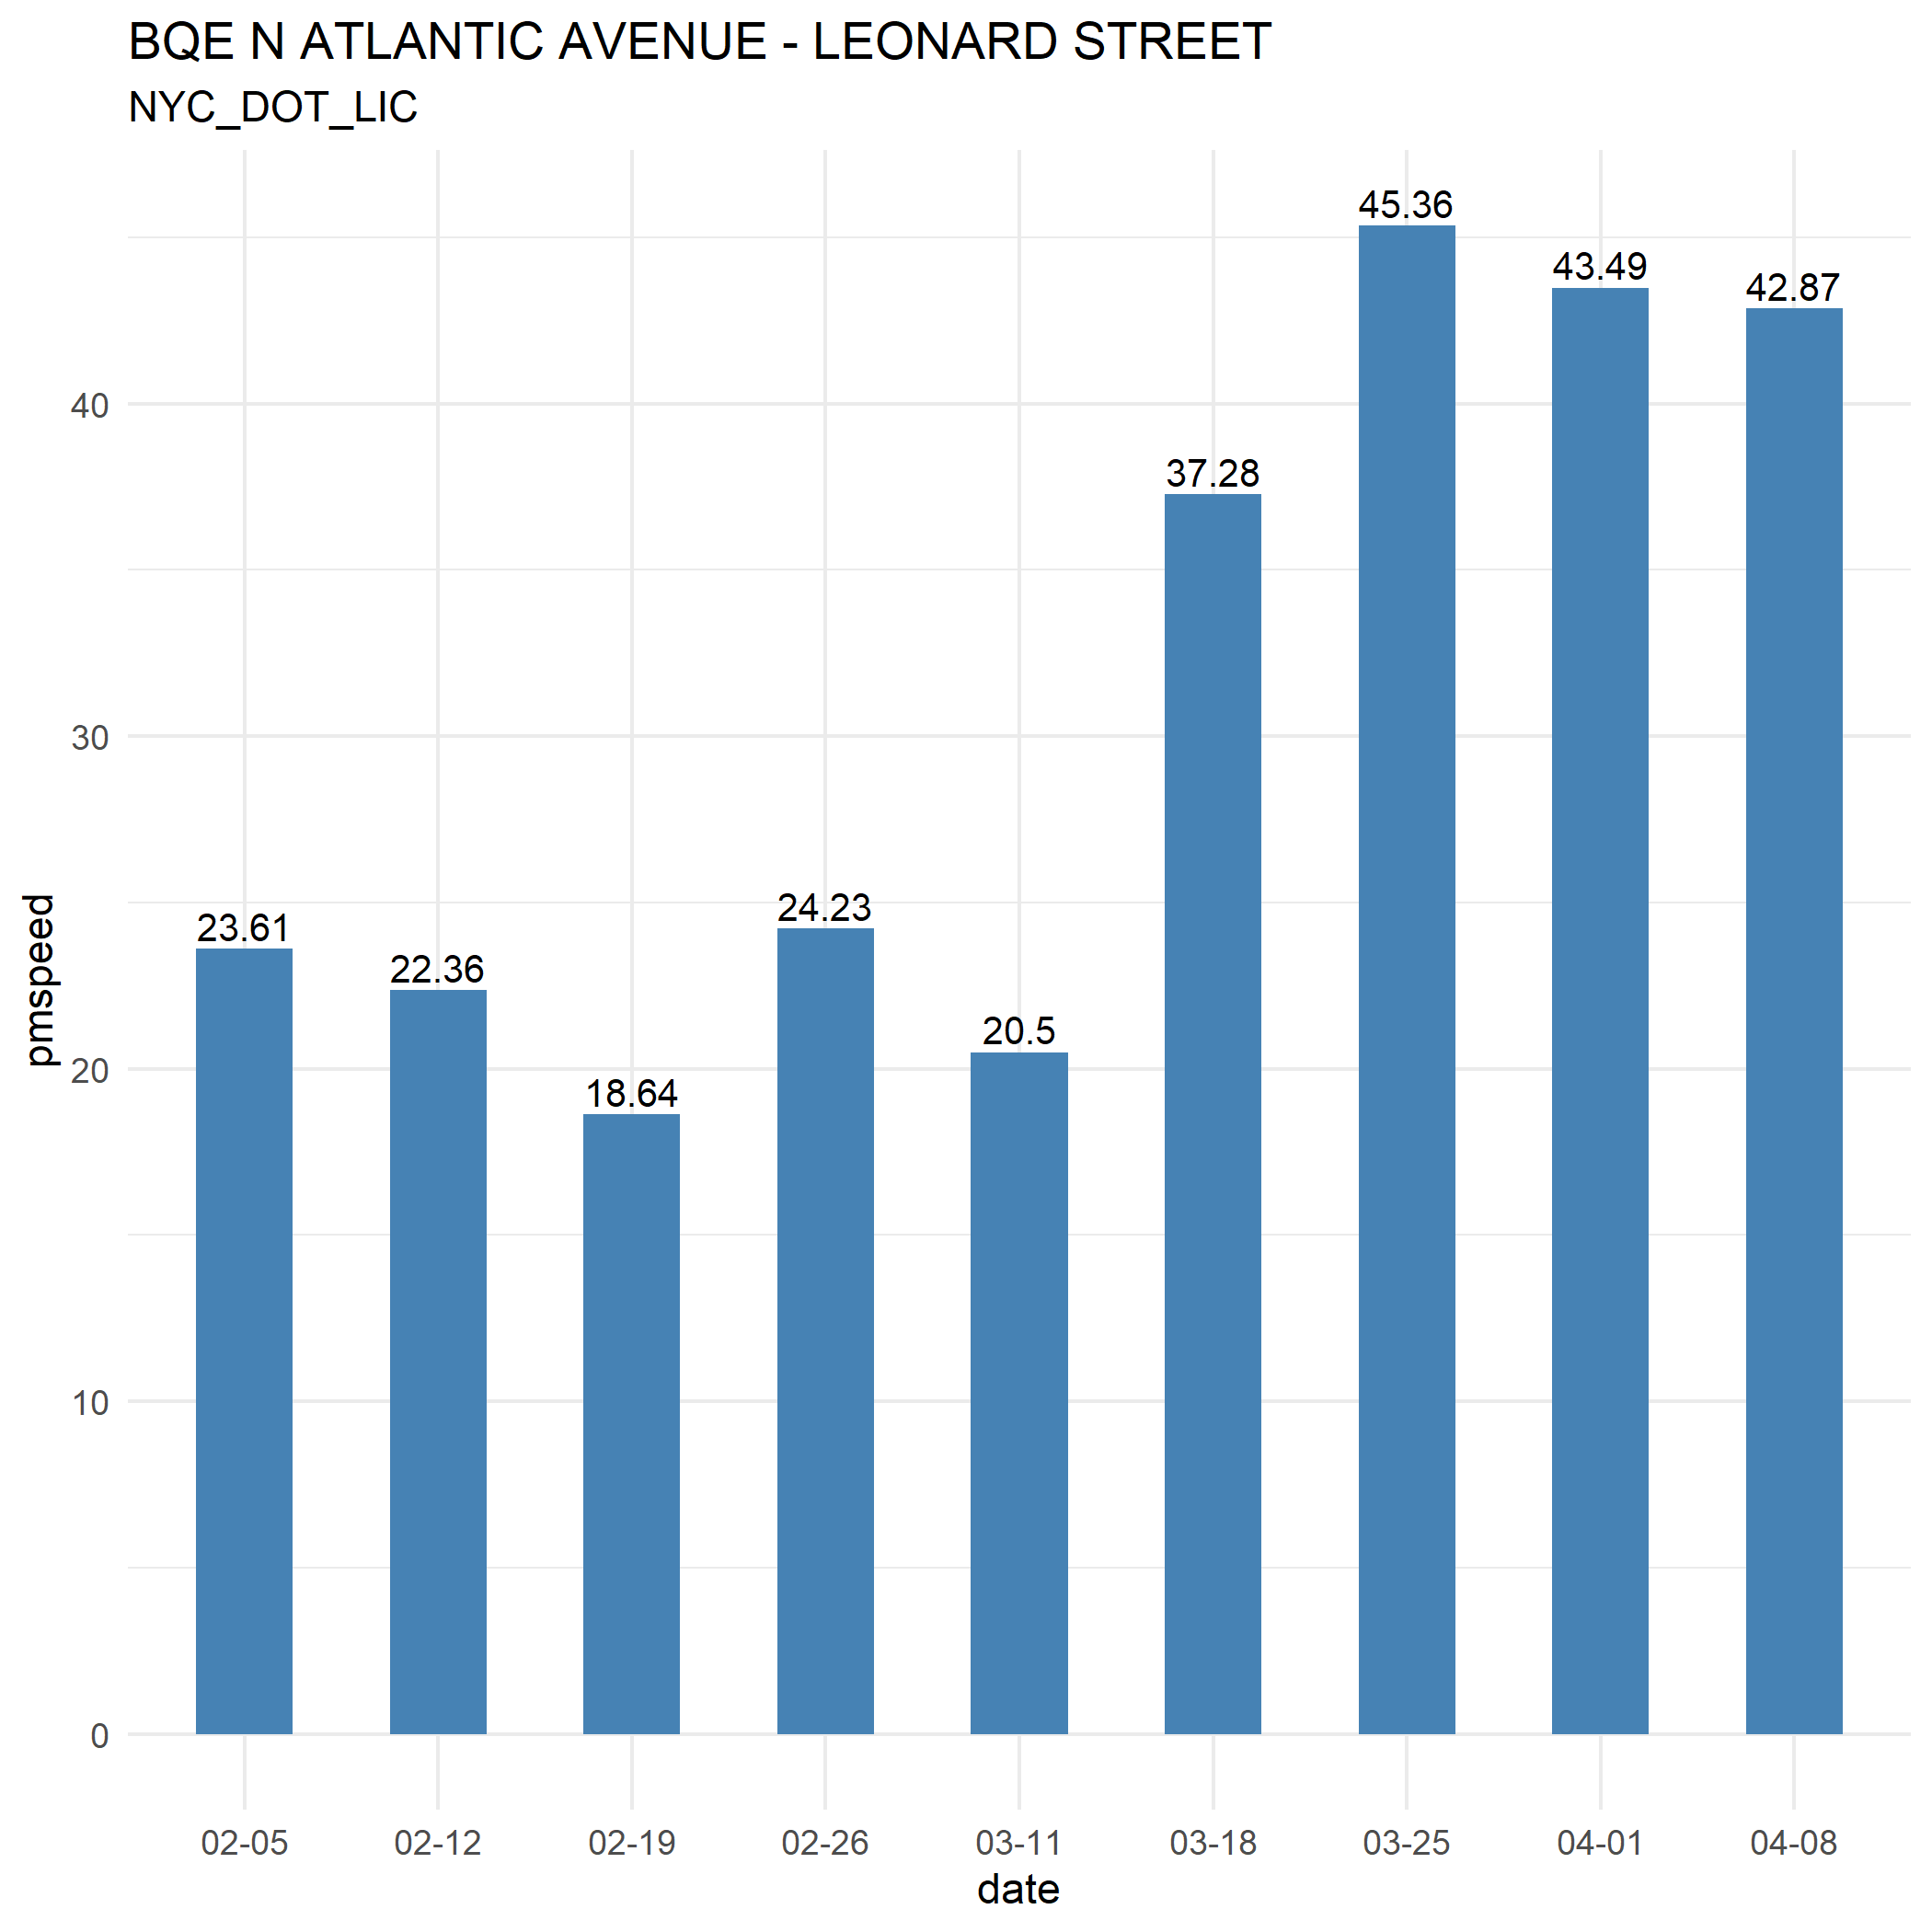 BQE N ATLANTIC AVENUE - LEONARD STREET
NYC_DOT_LIC
45.36
43.49
42.87
40
37.28
30
24.23
23.61
22.36
20.5
pmspeed
20
18.64
10
0
02-05 02-12 02-19 02-26 03-11 03-18 03-25 04-01 04-08
date